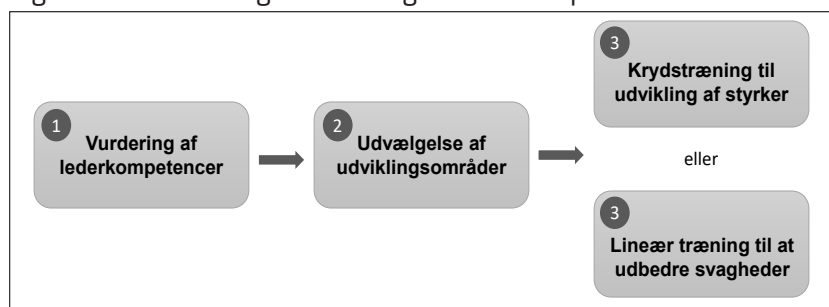 1
Vurdering af
lederkompetencer
2
Udvælgelse af
udviklingsområder
3
Krydstræning til
udvikling af styrker
eller
3
Lineær træning til at
udbedre svagheder